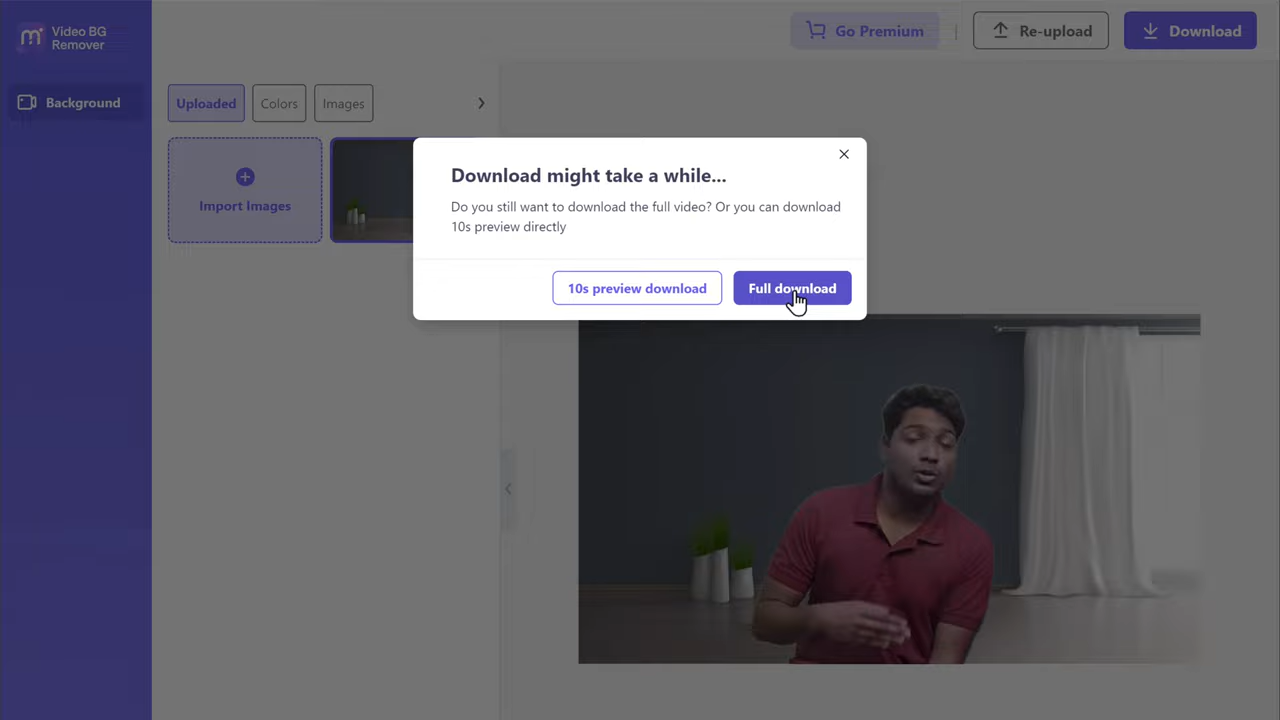 Video BG
Remover
Go Premium
Re-upload
Download
Background
Uploaded
Colors
Images
Import Images
Download might take a while...
Do you still want to download the full video? Or you can download
10s preview directly
10s preview download
Full download